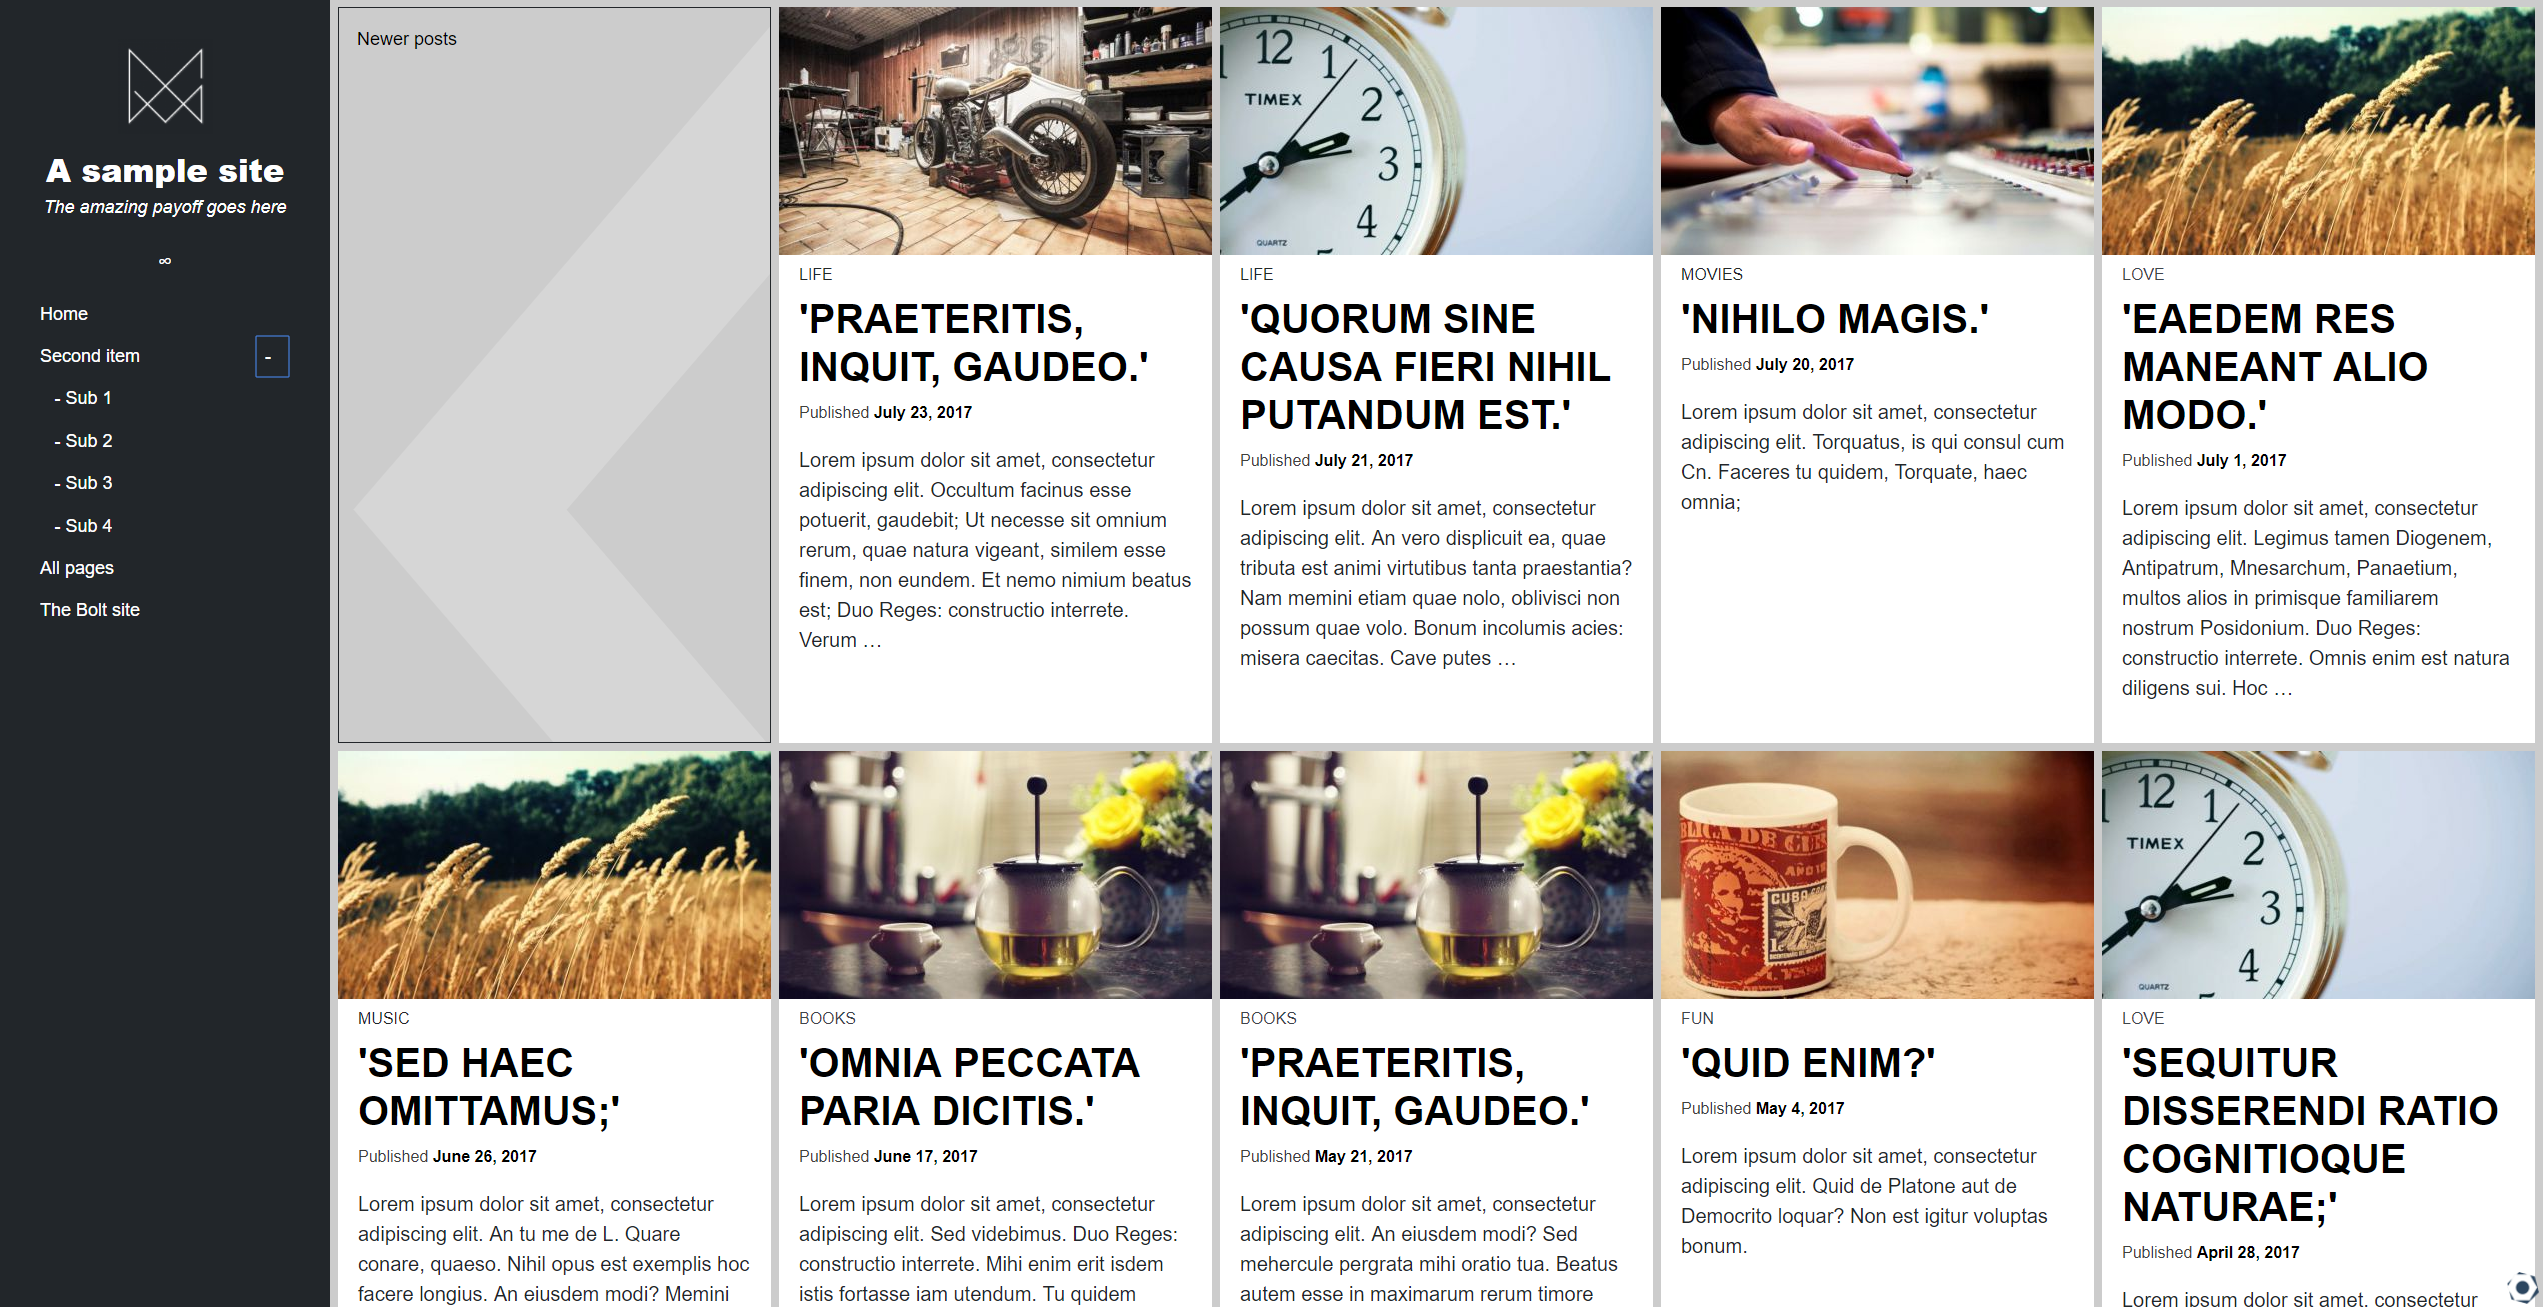 A sample site
The amazing payoff goes here
∞
Home
Second item -
- Sub 1
- Sub 2
- Sub 3
- Sub 4
All pages
The Bolt site
Newer posts
LIFE
'PRAETERITIS,
INQUIT, GAUDEO.'
Published July 23, 2017
Lorem ipsum dolor sit amet, consectetur
adipiscing elit. Occultum facinus esse
potuerit, gaudebit; Ut necesse sit omnium
rerum, quae natura vigeant, similem esse
finem, non eundem. Et nemo nimium beatus
est; Duo Reges: constructio interrete.
Verum …
12
1
2
3
4
5
TIMEX
QUARTZ
LIFE
'QUORUM SINE
CAUSA FIERI NIHIL
PUTANDUM EST.'
Published July 21, 2017
Lorem ipsum dolor sit amet, consectetur
adipiscing elit. An vero displicuit ea, quae
tributa est animi virtutibus tanta praestantia?
Nam memini etiam quae nolo, oblivisci non
possum quae volo. Bonum incolumis acies:
misera caecitas. Cave putes …
MOVIES
'NIHILO MAGIS.'
Published July 20, 2017
Lorem ipsum dolor sit amet, consectetur
adipiscing elit. Torquatus, is qui consul cum
Cn. Faceres tu quidem, Torquate, haec
omnia;
LOVE
'EAEDEM RES
MANEANT ALIO
MODO.'
Published July 1, 2017
Lorem ipsum dolor sit amet, consectetur
adipiscing elit. Legimus tamen Diogenem,
Antipatrum, Mnesarchum, Panaetium,
multos alios in primisque familiarem
nostrum Posidonium. Duo Reges:
constructio interrete. Omnis enim est natura
diligens sui. Hoc …
MUSIC
'SED HAEC
OMITTAMUS;'
Published June 26, 2017
Lorem ipsum dolor sit amet, consectetur
adipiscing elit. An tu me de L. Quare
conare, quaeso. Nihil opus est exemplis hoc
facere longius. An eiusdem modi? Memini
BOOKS
'OMNIA PECCATA
PARIA DICITIS.'
Published June 17, 2017
Lorem ipsum dolor sit amet, consectetur
adipiscing elit. Sed videbimus. Duo Reges:
constructio interrete. Mihi enim erit isdem
istis fortasse iam utendum. Tu quidem
BOOKS
'PRAETERITIS,
INQUIT, GAUDEO.'
Published May 21, 2017
Lorem ipsum dolor sit amet, consectetur
adipiscing elit. An eiusdem modi? Sed
mehercule pergrata mihi oratio tua. Beatus
autem esse in maximarum rerum timore
CUBA
FUN
'QUID ENIM?'
Published May 4, 2017
Lorem ipsum dolor sit amet, consectetur
adipiscing elit. Quid de Platone aut de
Democrito loquar? Non est igitur voluptas
bonum.
12
1
2
3
4
TIMEX
QUARTZ
LOVE
'SEQUITUR
DISSERENDI RATIO
COGNITIOQUE
NATURAE;'
Published April 28, 2017
Lorem ipsum dolor sit amet, consectetur